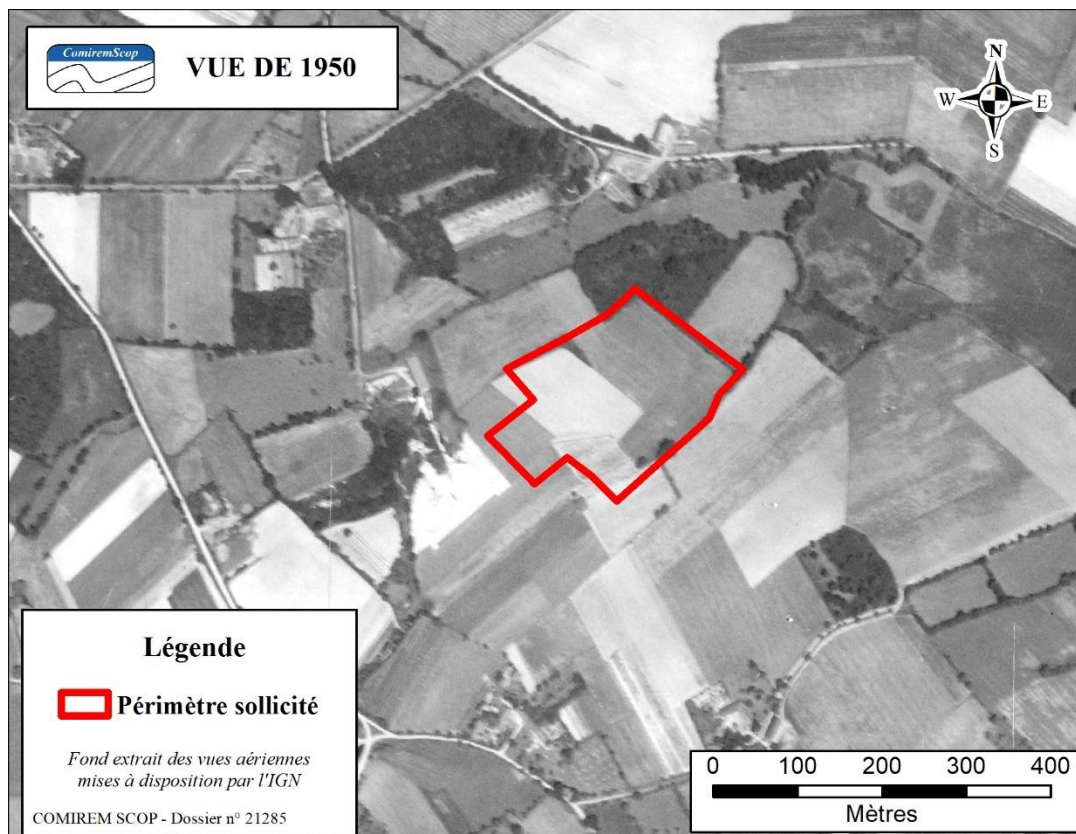 ComiremScop
VUE DE 1950
N
W E
S
Légende
Périmètre sollicité
Fond extrait des vues aériennes
mises à disposition par l'IGN
COMIREM SCOP - Dossier n° 21285
0 100 200 300 400
Mètres